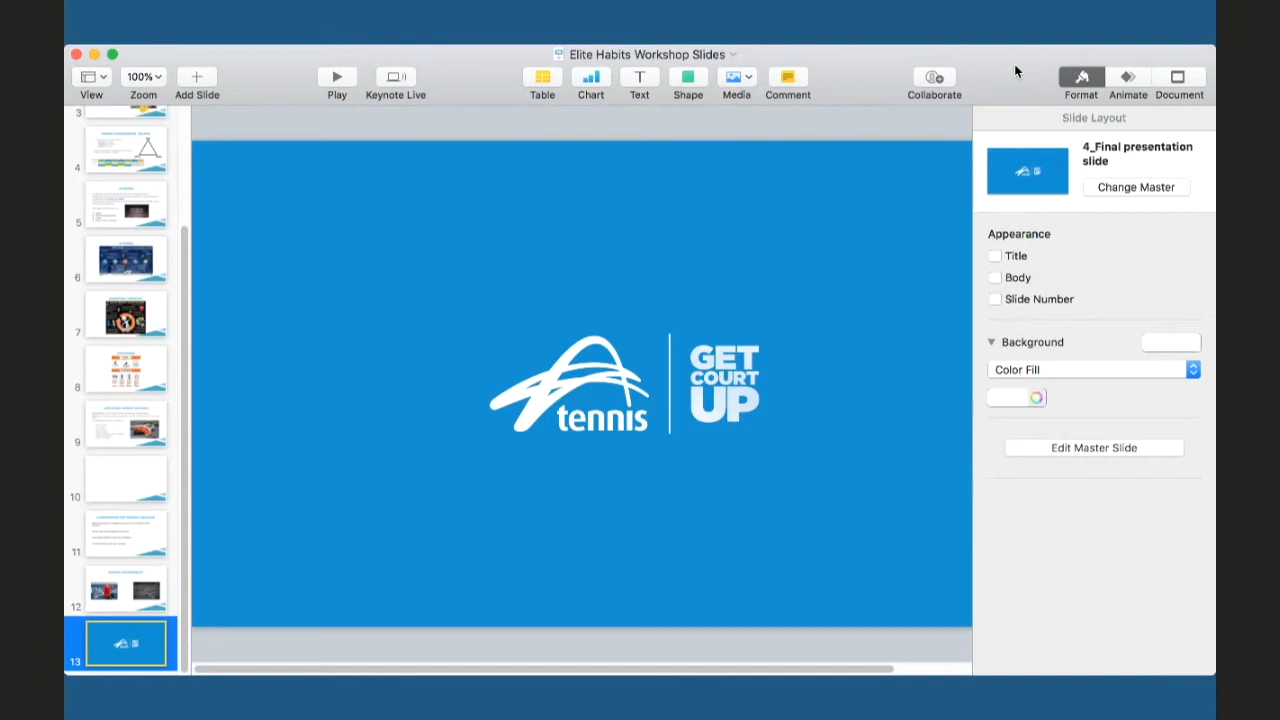 Elite Habits Workshop Slides
100%
View
Zoom
Add Slide
Play
Keynote Live
Table
Chart
Text
Shape
Media
Comment
Collaborate
Format
Animate
Document
3
4
5
6
7
8
9
10
11
12
13
tennis
GET
COURT
UP
Slide Layout
4_Final presentation
slide
Change Master
Appearance
Title
Body
Slide Number
Background
Color Fill
Edit Master Slide